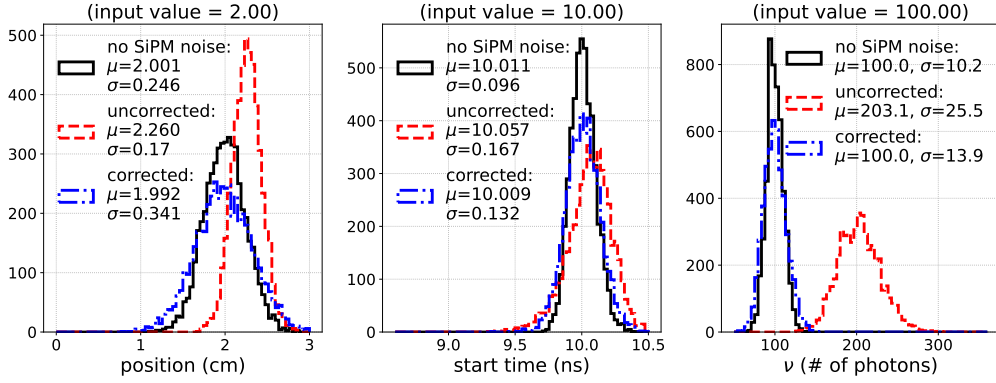 (input value = 2.00)
500
400
300
200
100
0
no SiPM noise:
μ=2.001
σ=0.246
uncorrected:
μ=2.260
σ=0.17
corrected:
μ=1.992
σ=0.341
0
1
2
3
position (cm)
(input value = 10.00)
500
400
300
200
100
0
no SiPM noise:
μ=10.011
σ=0.096
uncorrected:
μ=10.057
σ=0.167
corrected:
μ=10.009
σ=0.132
9.0
9.5
10.0
10.5
start time (ns)
(input value = 100.00)
800
600
400
200
0
no SiPM noise:
μ=100.0, σ=10.2
uncorrected:
μ=203.1, σ=25.5
corrected:
μ=100.0, σ=13.9
100
200
300
ν (# of photons)